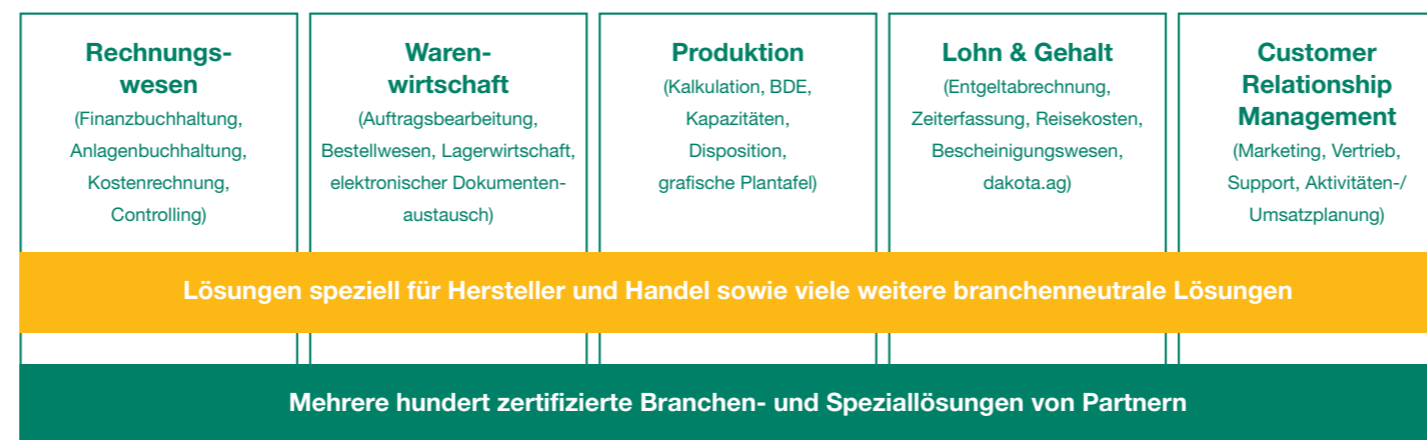 Rechnungs-
wesen
(Finanzbuchhaltung,
Anlagenbuchhaltung,
Kostenrechnung,
Controlling)
Waren-
wirtschaft
(Auftragsbearbeitung,
Bestellwesen, Lagerwirtschaft,
elektronischer Dokumenten-
austausch)
Produktion
(Kalkulation, BDE,
Kapazitäten,
Disposition,
grafische Plantafel)
Lohn & Gehalt
(Entgeltabrechnung,
Zeiterfassung, Reisekosten,
Bescheinigungswesen,
dakota.ag)
Customer
Relationship
Management
(Marketing, Vertrieb,
Support, Aktivitäten-/
Umsatzplanung)
Lösungen speziell für Hersteller und Handel sowie viele weitere branchenneutrale Lösungen
Mehrere hundert zertifizierte Branchen- und Speziallösungen von Partnern